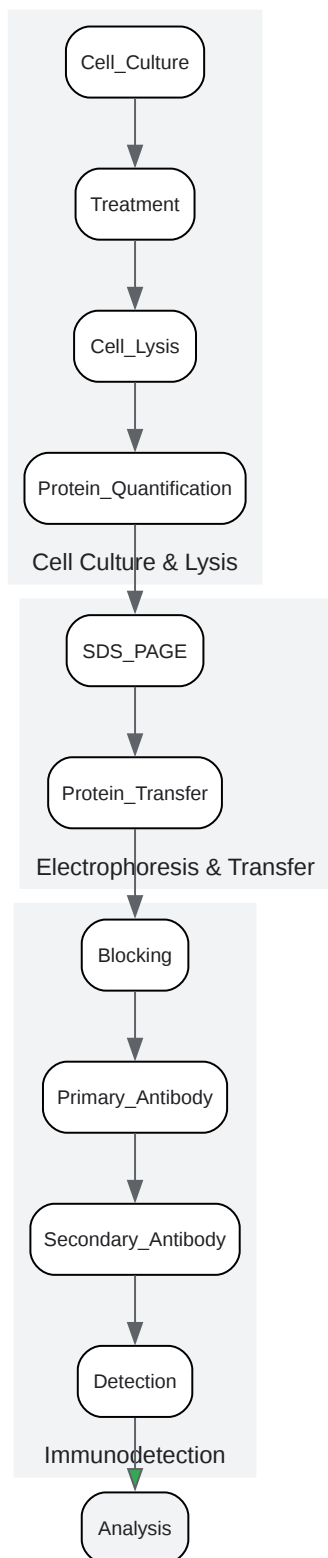 Cell_Culture
Treatment
Cell_Lysis
Protein_Quantification
Cell Culture & Lysis
SDS_PAGE
Protein_Transfer
Electrophoresis & Transfer
Blocking
Primary_Antibody
Secondary_Antibody
Detection
Immunodetection
Analysis